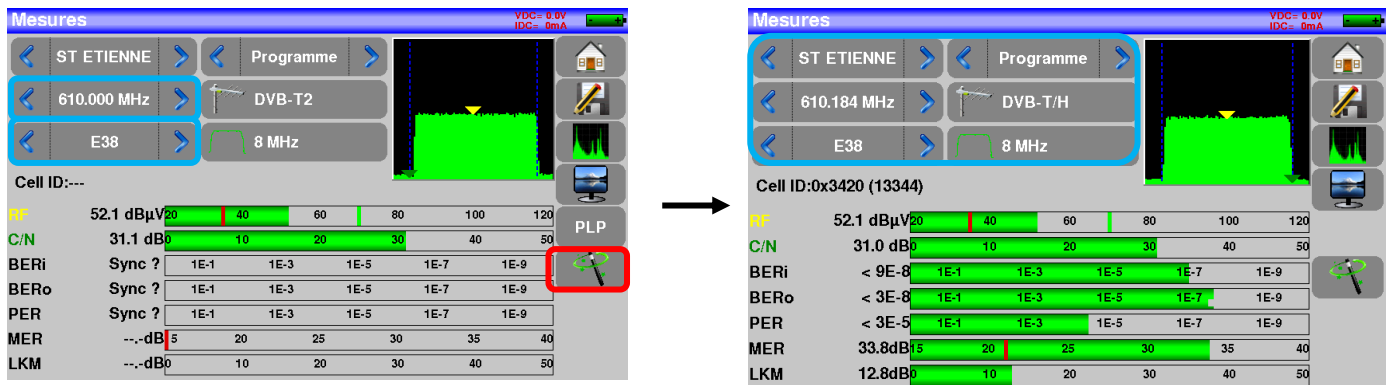 Mesures
VDC= 0.0V
IDC= 0mA
- +
ST ETIENNE Programme
610.000 MHz DVB-T2
E38 8 MHz
Cell ID:---
RF 52.1 dBµV 20 40 60 80 100 120
PLP
C/N 31.1 dB 0 10 20 30 40 50
BERi Sync ? 1E-1 1E-3 1E-5 1E-7 1E-9
BERo Sync ? 1E-1 1E-3 1E-5 1E-7 1E-9
PER Sync ? 1E-1 1E-3 1E-5 1E-7 1E-9
MER --.-dB 5 20 25 30 35 40
LKM --.-dB 0 10 20 30 40 50
Mesures
VDC= 0.0V
IDC= 0mA
- +
ST ETIENNE Programme
610.184 MHz DVB-T/H
E38 8 MHz
Cell ID:0x3420 (13344)
RF 52.1 dBµV 20 40 60 80 100 120
C/N 31.0 dB 0 10 20 30 40 50
BERi < 9E-8 1E-1 1E-3 1E-5 1E-7 1E-9
BERo < 3E-8 1E-1 1E-3 1E-5 1E-7 1E-9
PER < 3E-5 1E-1 1E-3 1E-5 1E-7 1E-9
MER 33.8dB 15 20 25 30 35 40
LKM 12.8dB 0 10 20 30 40 50